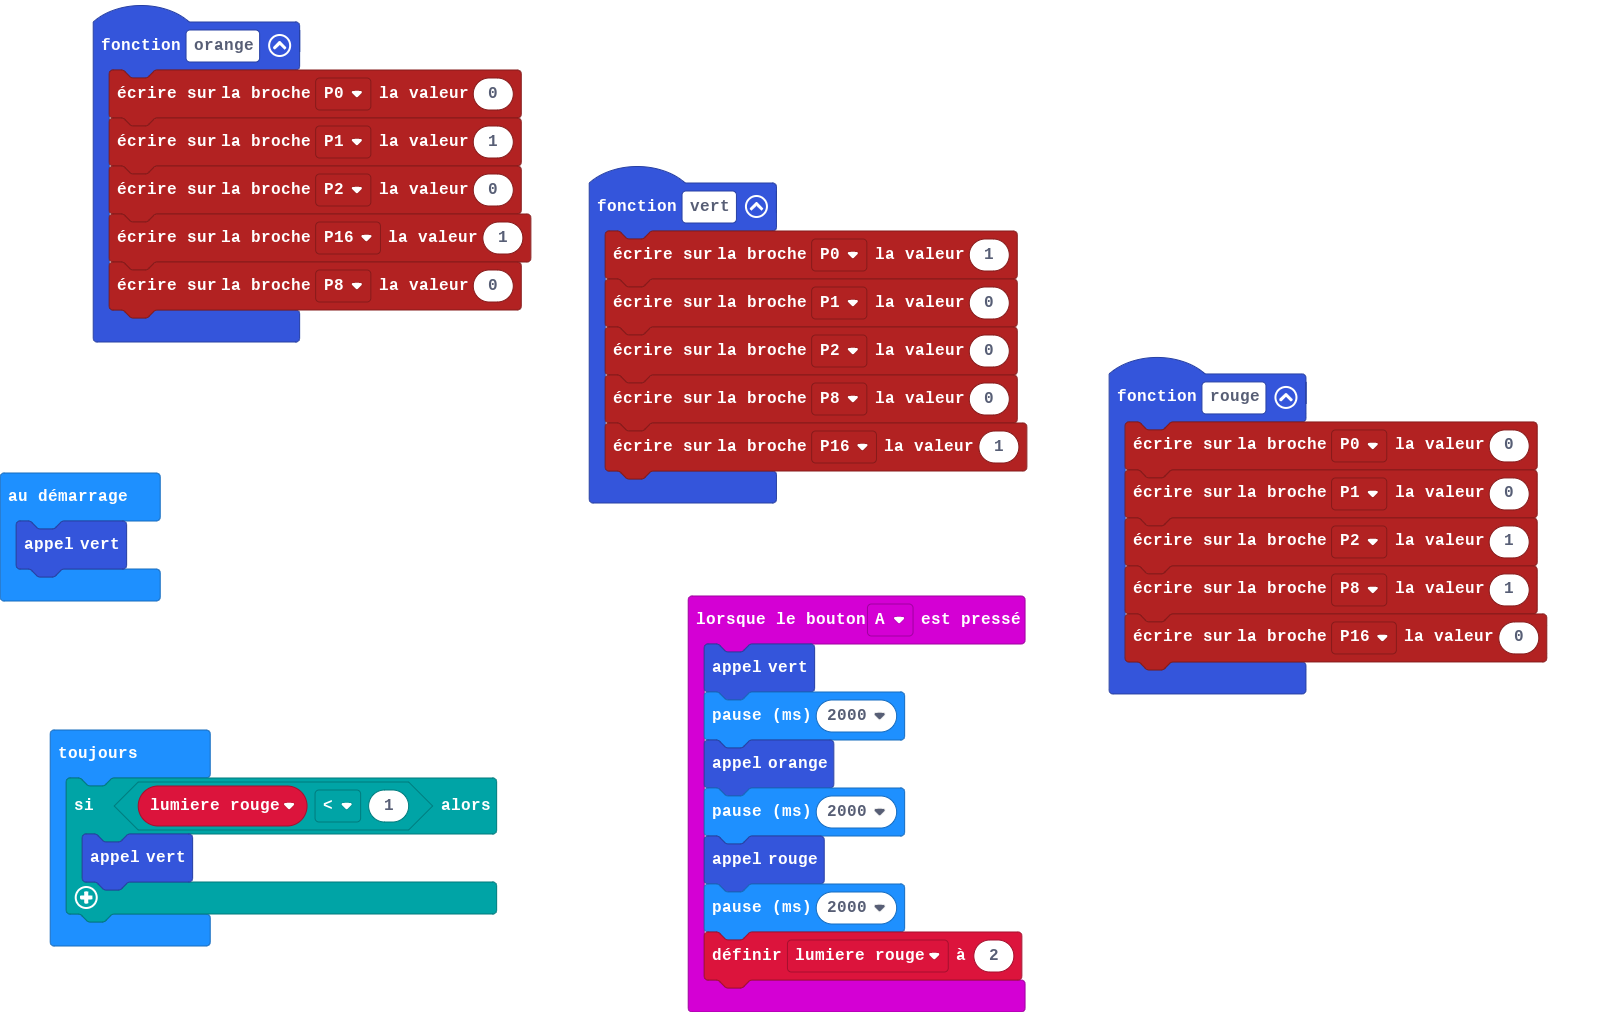 fonction orange
écrire sur la broche P0 la valeur 0
écrire sur la broche P1 la valeur 1
écrire sur la broche P2 la valeur 0
écrire sur la broche P16 la valeur 1
écrire sur la broche P8 la valeur 0
fonction vert
écrire sur la broche P0 la valeur 1
écrire sur la broche P1 la valeur 0
écrire sur la broche P2 la valeur 0
écrire sur la broche P8 la valeur 0
écrire sur la broche P16 la valeur 1
fonction rouge
écrire sur la broche P0 la valeur 0
écrire sur la broche P1 la valeur 0
écrire sur la broche P2 la valeur 1
écrire sur la broche P8 la valeur 1
écrire sur la broche P16 la valeur 0
au démarrage
appel vert
lorsque le bouton A est pressé
appel vert
pause (ms) 2000
appel orange
pause (ms) 2000
appel rouge
pause (ms) 2000
définir lumiere rouge à 2
toujours
si lumiere rouge < 1 alors
appel vert